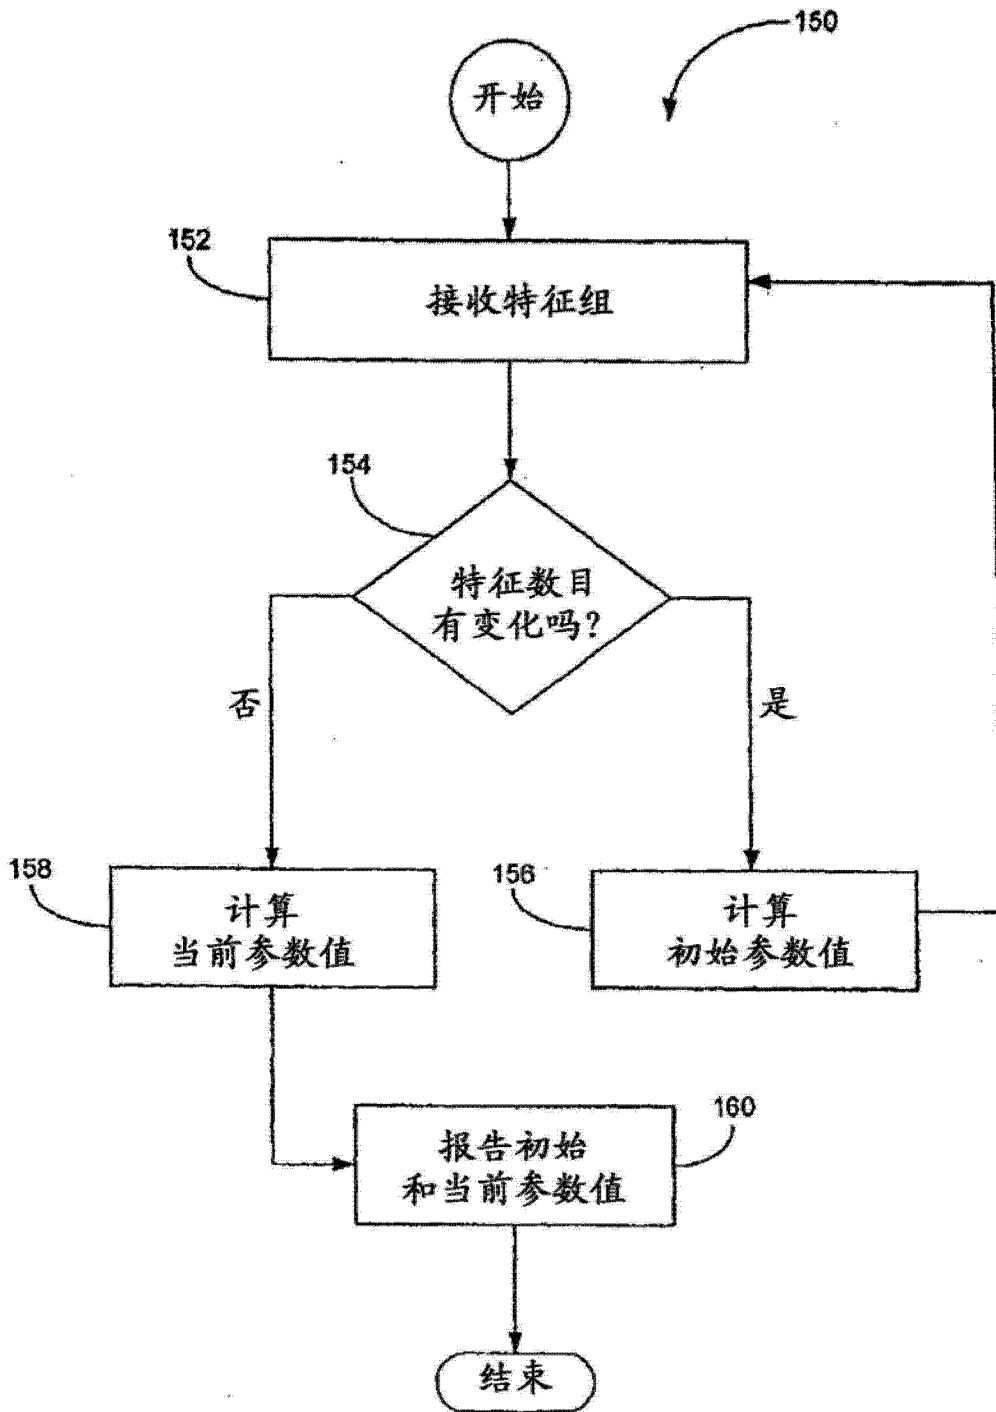 150
开始
152
接收特征组
154
特征数目
有变化吗?
否
是
158
计算
当前参数值
156
计算
初始参数值
160
报告初始
和当前参数值
结束